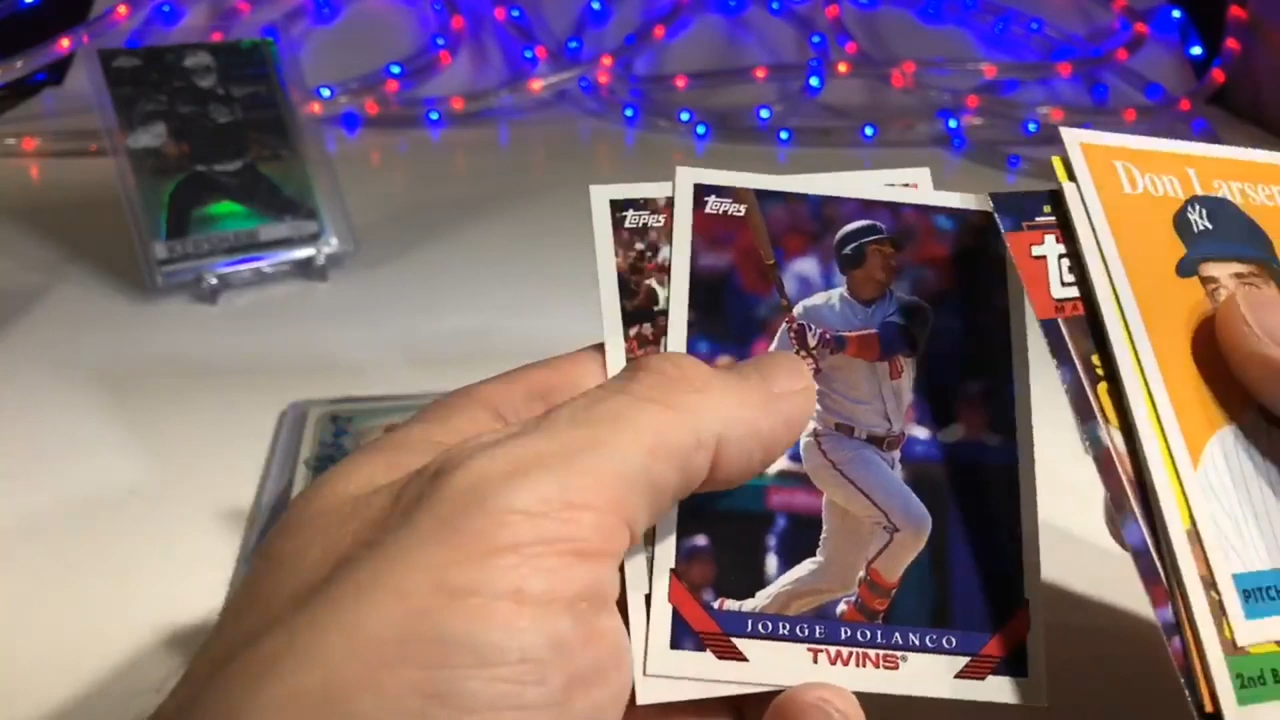 TOPPS
TOPPS
JORGE POLANCO
TWINS®
Don Larsen
NY
PITCH
2nd B